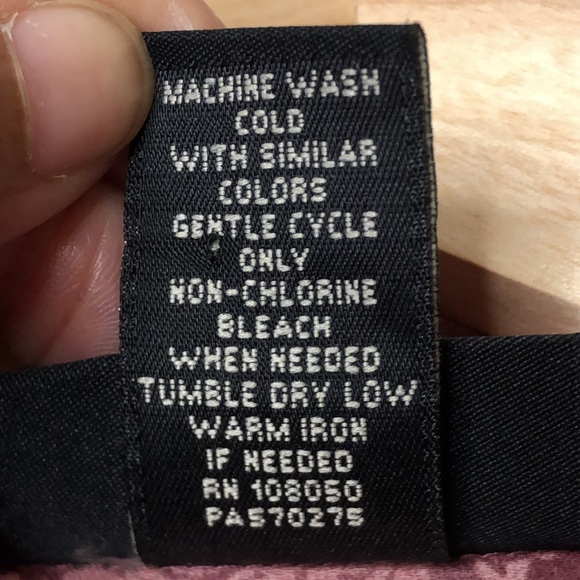 MACHINE WASH
COLD
WITH SIMILAR
COLORS
GENTLE CYCLE
ONLY
NON-CHLORINE
BLEACH
WHEN NEEDED
TUMBLE DRY LOW
WARM IRON
IF NEEDED
RN 108050
PA570275